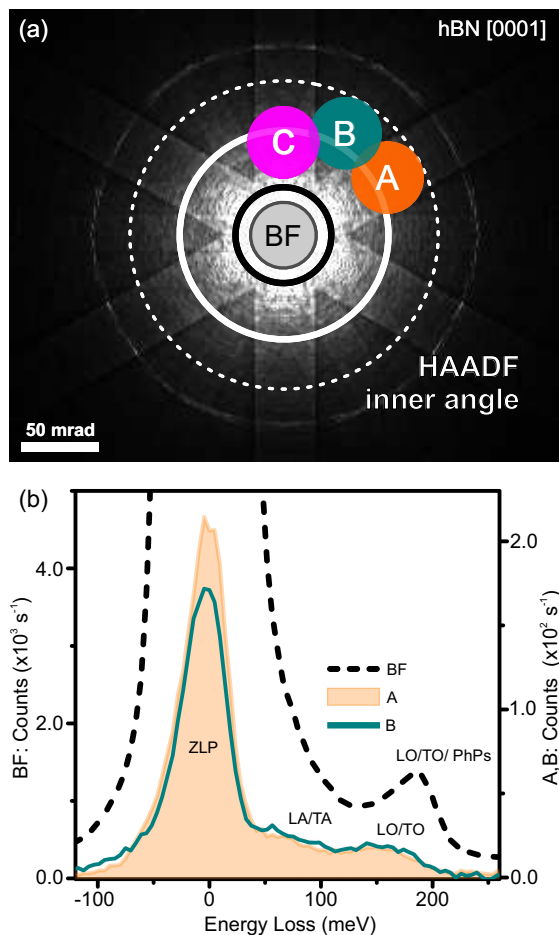 (a)
hBN [0001]
B
C
A
BF
HAADF
inner angle
50 mrad
(b)
4.0
2.0
0.0
BF: Counts (x10³ s⁻¹)
2.0
1.0
0.0
A,B: Counts (x10² s⁻¹)
BF
A
B
ZLP
LO/TO/ PhPs
LA/TA
LO/TO
-100
0
100
200
Energy Loss (meV)